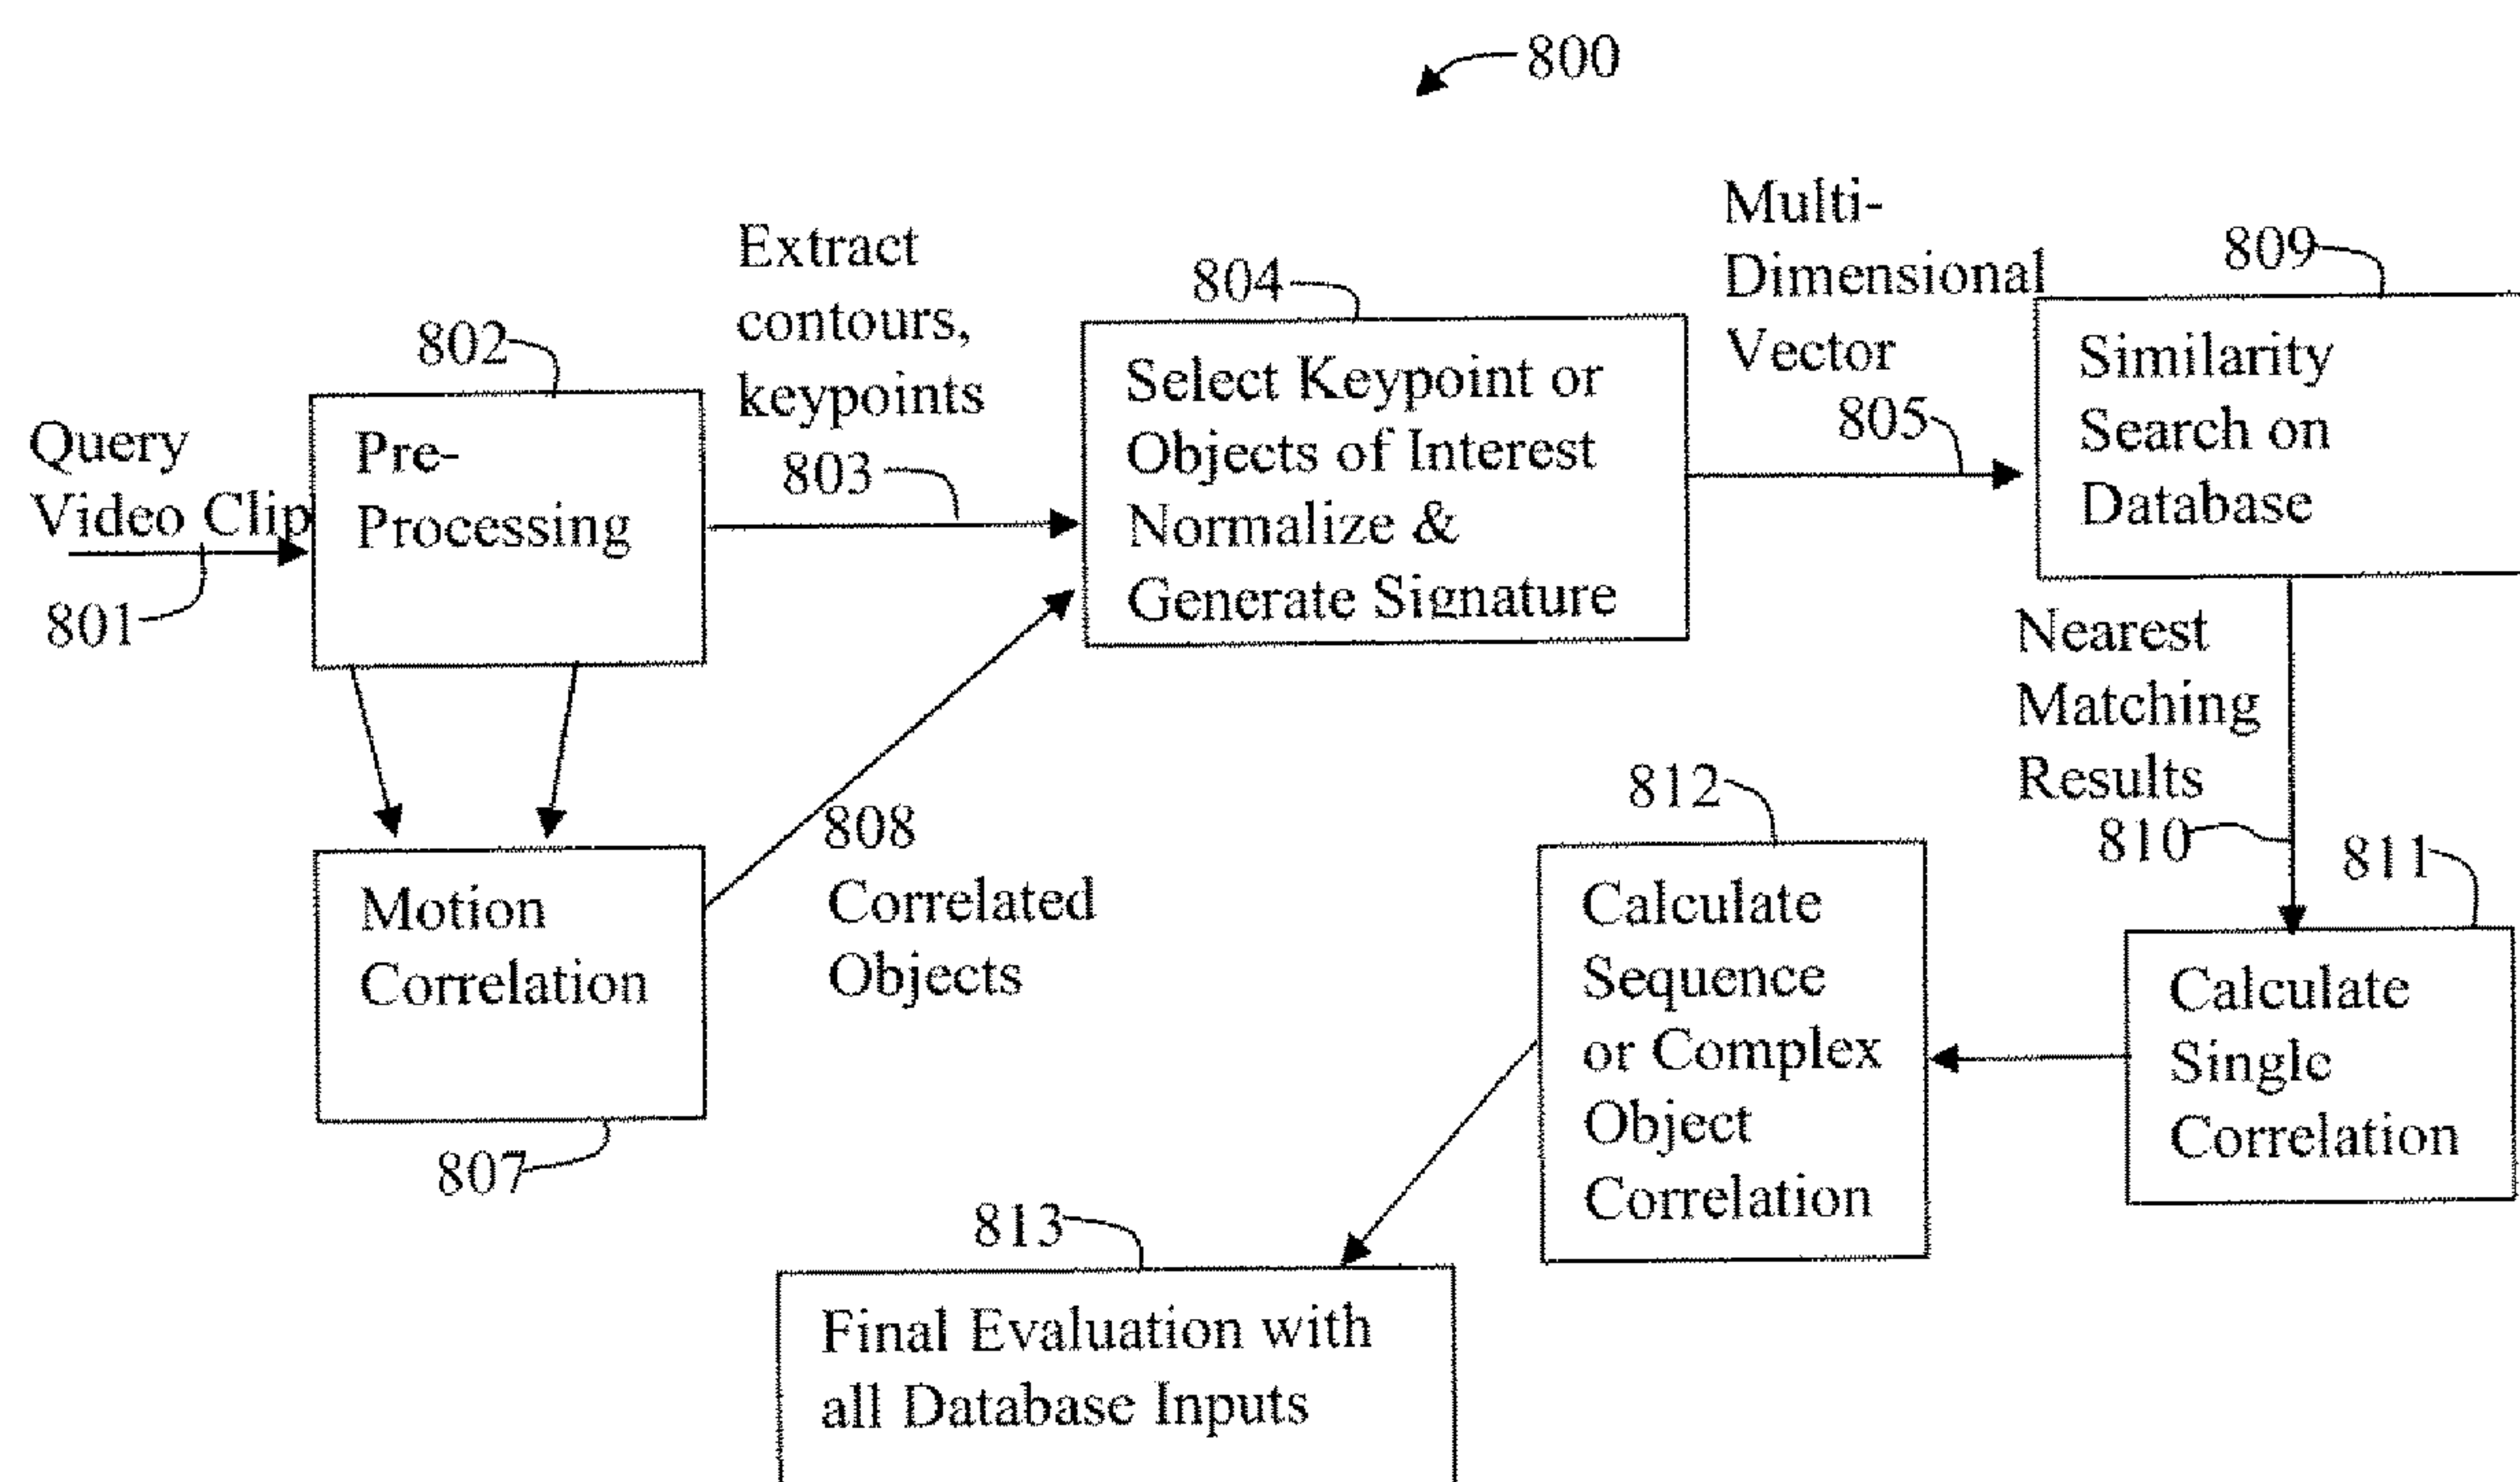 800
Query
Video Clip
801
802
Pre-
Processing
Extract
contours,
keypoints
803
804
Select Keypoint or
Objects of Interest
Normalize &
Generate Signature
Multi-
Dimensional
Vector
805
809
Similarity
Search on
Database
Motion
Correlation
807
808
Correlated
Objects
Nearest
Matching
Results
810
811
Calculate
Single
Correlation
812
Calculate
Sequence
or Complex
Object
Correlation
813
Final Evaluation with
all Database Inputs